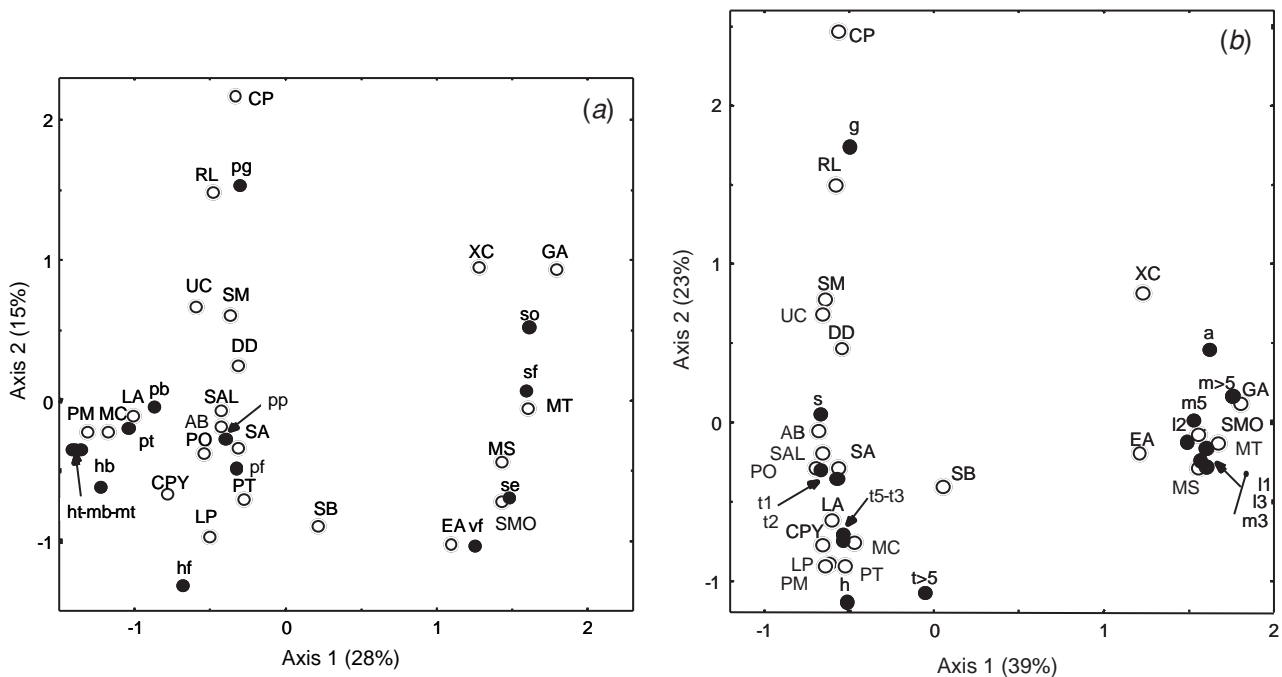 (a)
CP
RL
pg
XC
GA
UC
SM
so
DD
sf
LA
pb
SAL
pp
MT
PM
MC
AB
pt
PO
SA
MS
hb
pf
CPY
PT
se
ht-mb-mt
SMO
LP
SB
EA
vf
hf
2
1
0
-1
-1
0
1
2
Axis 2 (15%)
Axis 1 (28%)
(b)
CP
g
RL
XC
SM
UC
a
DD
m>5
GA
s
m5
AB
l2
SMO
EA
MT
SAL
SA
PO
SB
MS
t1
t2
t5-t3
l1
l3
m3
LA
CPY
MC
LP
PM
PT
h
t>5
2
1
0
-1
-1
0
1
2
Axis 2 (23%)
Axis 1 (39%)